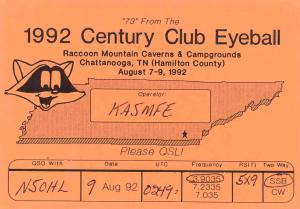 "73" From The
1992 Century Club Eyeball
Raccoon Mountain Caverns & Campgrounds
Chattanooga, TN (Hamilton County)
August 7-9, 1992
Operator:
KA5MFE
Please QSL!
QSO With Date UTC Frequency RS(T) Two Way
N5OHL 9 Aug 92 0249z 3.9035 5X9 SSB
7.2335 CW
7.035